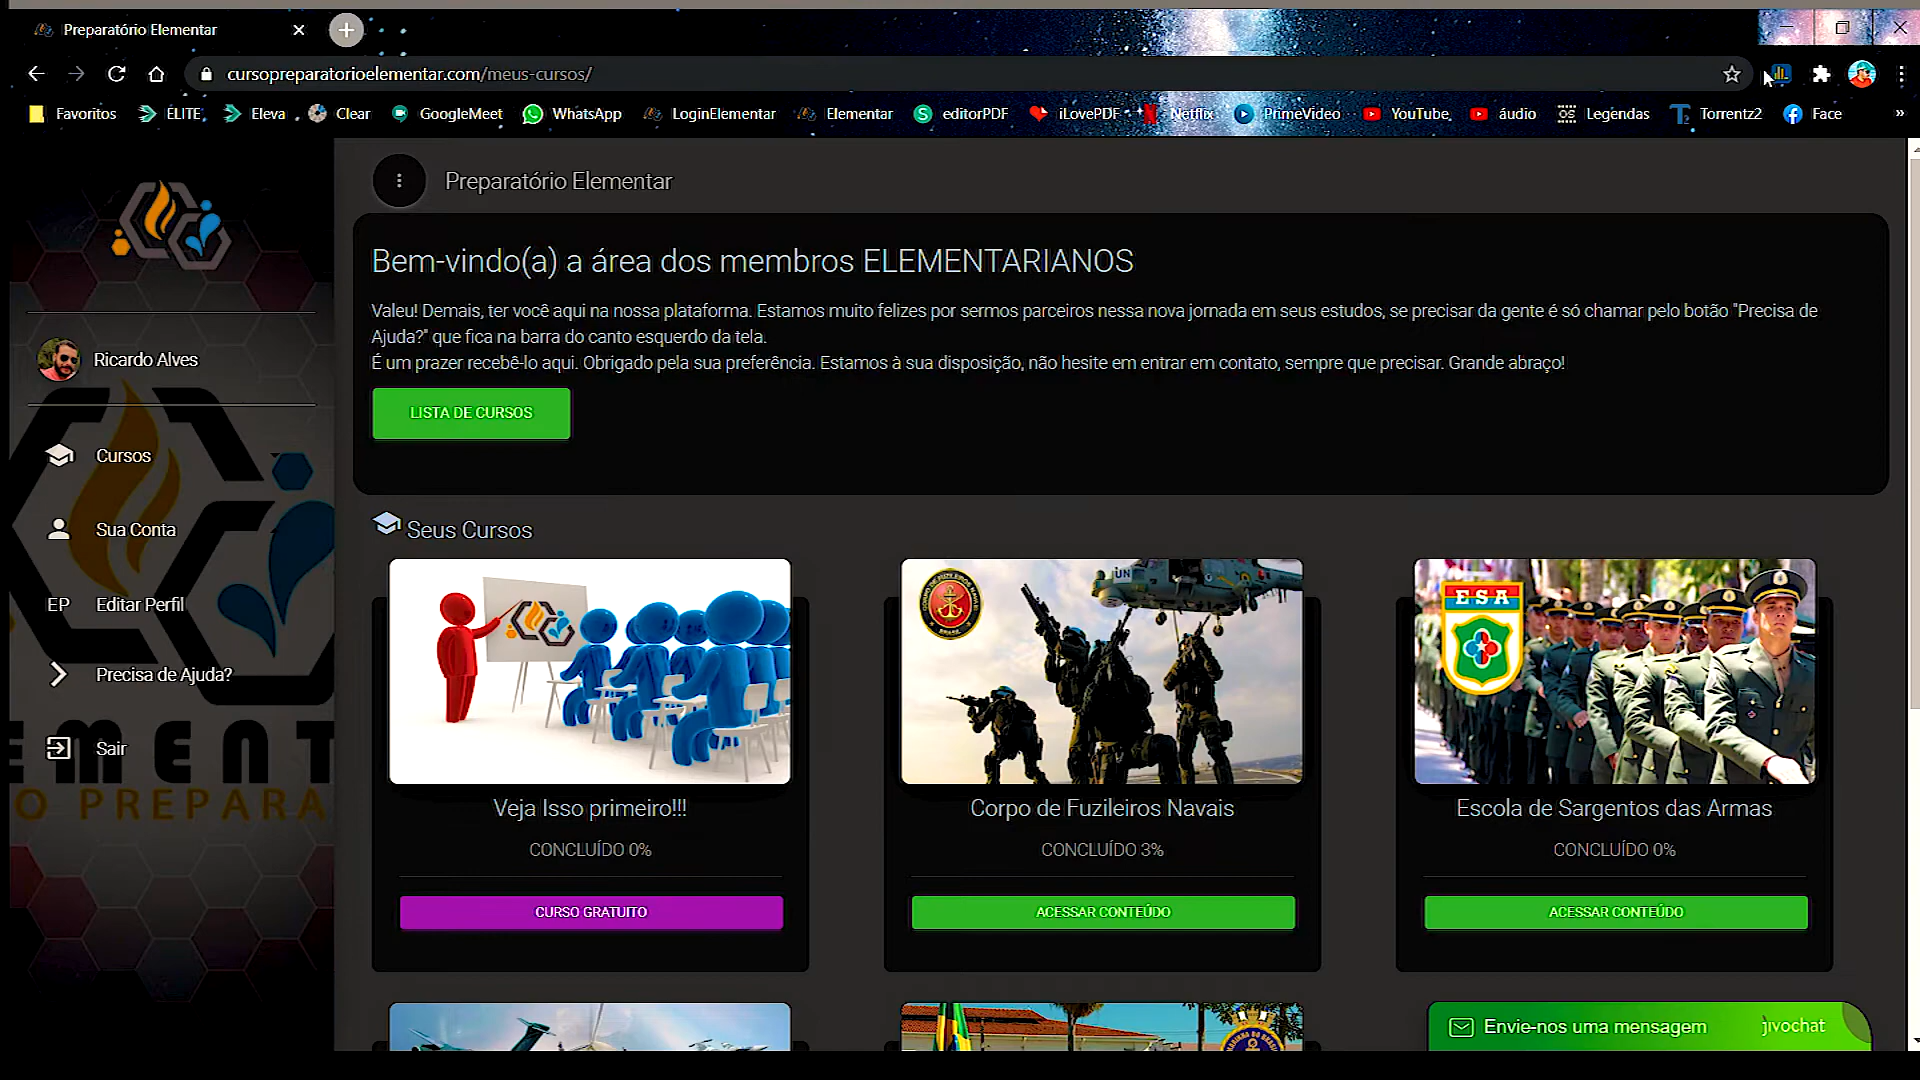 Preparatório Elementar
cursopreparatorioelementar.com/meus-cursos/
Favoritos ÉLITE Eleva Clear GoogleMeet WhatsApp LoginElementar Elementar editorPDF iLovePDF Netflix PrimeVideo YouTube áudio Legendas Torrentz2 Face »
Preparatório Elementar
Bem-vindo(a) a área dos membros ELEMENTARIANOS
Valeu! Demais, ter você aqui na nossa plataforma. Estamos muito felizes por sermos parceiros nessa nova jornada em seus estudos, se precisar da gente é só chamar pelo botão "Precisa de
Ajuda?" que fica na barra do canto esquerdo da tela.
É um prazer recebê-lo aqui. Obrigado pela sua preferência. Estamos à sua disposição, não hesite em entrar em contato, sempre que precisar. Grande abraço!
LISTA DE CURSOS
Ricardo Alves
Cursos
Sua Conta
EP Editar Perfil
Precisa de Ajuda?
Sair
EMENT
O PREPARA
Seus Cursos
UN
ESA
Veja Isso primeiro!!!
CONCLUÍDO 0%
CURSO GRATUITO
Corpo de Fuzileiros Navais
CONCLUÍDO 3%
ACESSAR CONTEÚDO
Escola de Sargentos das Armas
CONCLUÍDO 0%
ACESSAR CONTEÚDO
Envie-nos uma mensagem jivochat